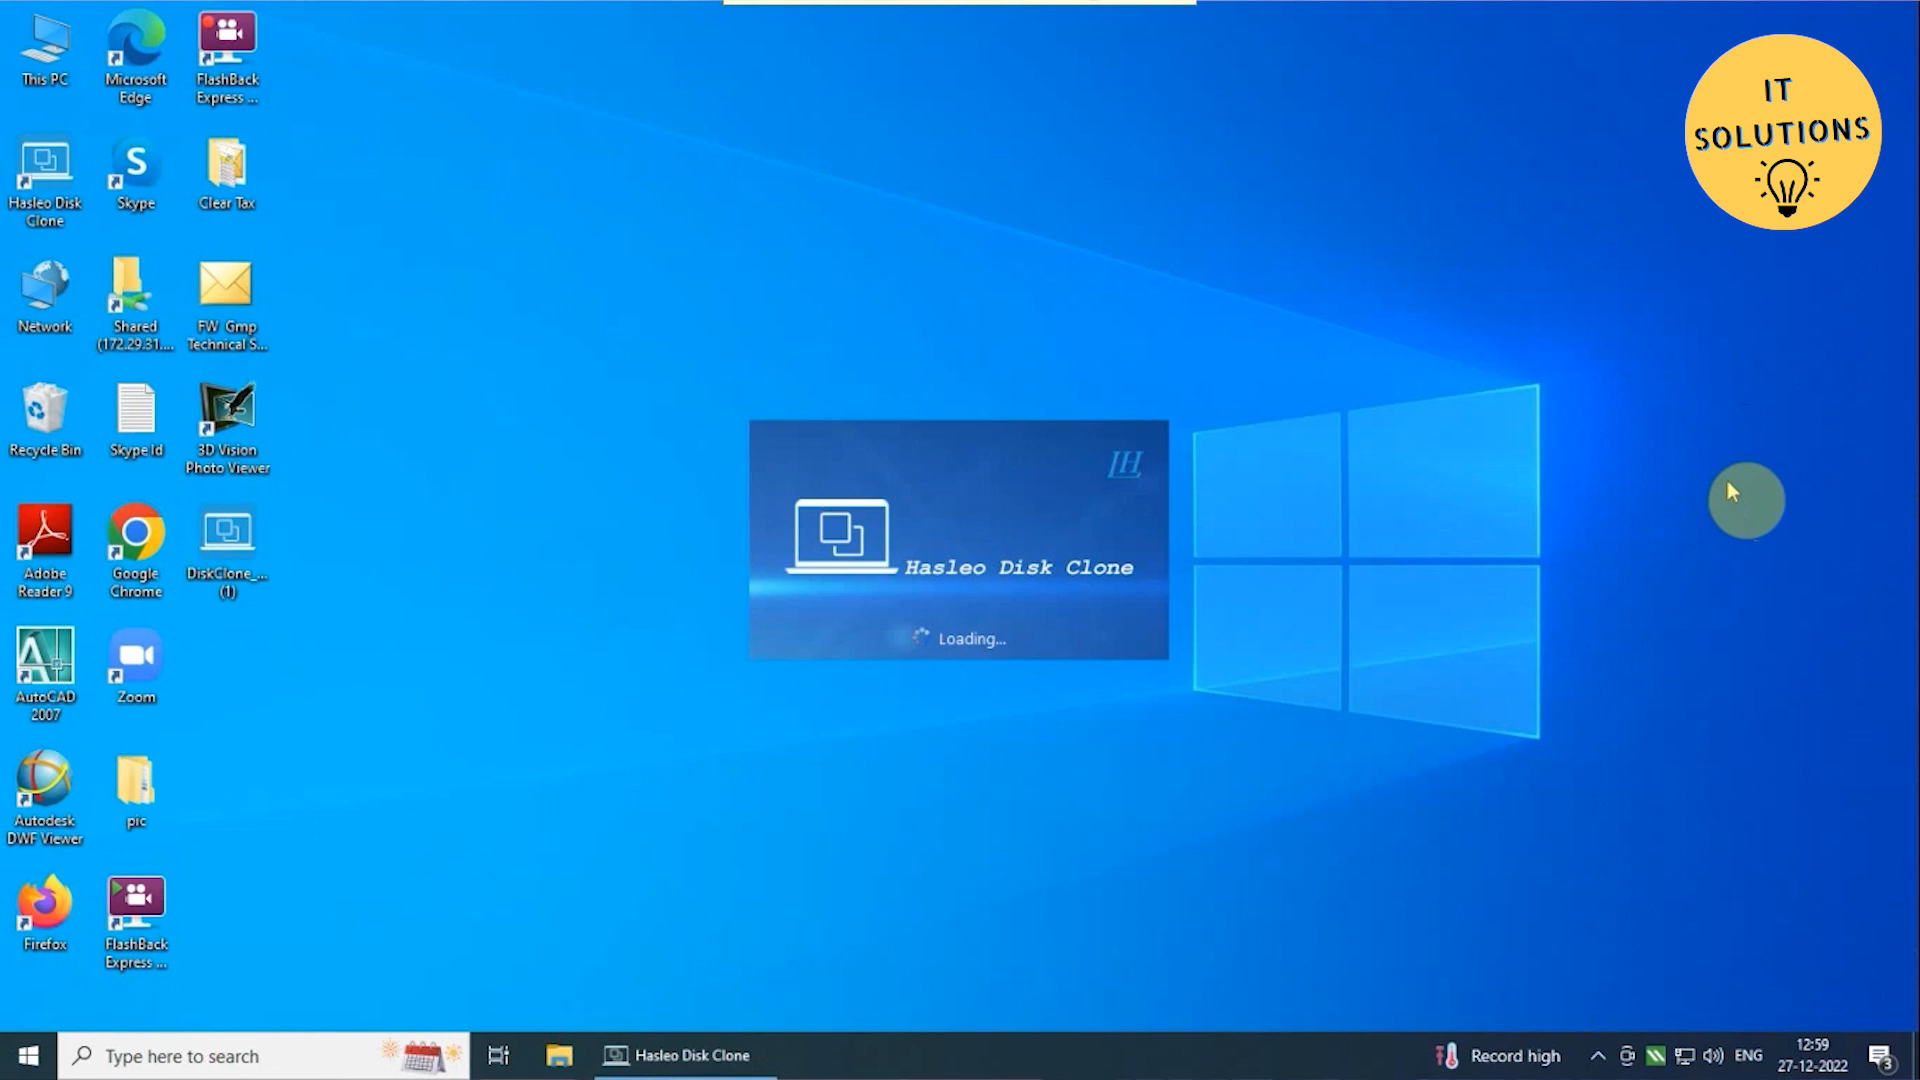 This PC
Microsoft
Edge
FlashBack
Express ...
IT
SOLUTIONS
Hasleo Disk
Clone
S
Skype
Clear Tax
Network
Shared
(172.29.31....
FW Gmp
Technical S...
Recycle Bin
Skype Id
3D Vision
Photo Viewer
LH
Hasleo Disk Clone
Loading...
Adobe
Reader 9
Google
Chrome
DiskClone_...
(1)
AutoCAD
2007
Zoom
Autodesk
DWF Viewer
pic
Firefox
FlashBack
Express ...
Type here to search
Hasleo Disk Clone
Record high
ENG
12:59
27-12-2022
3